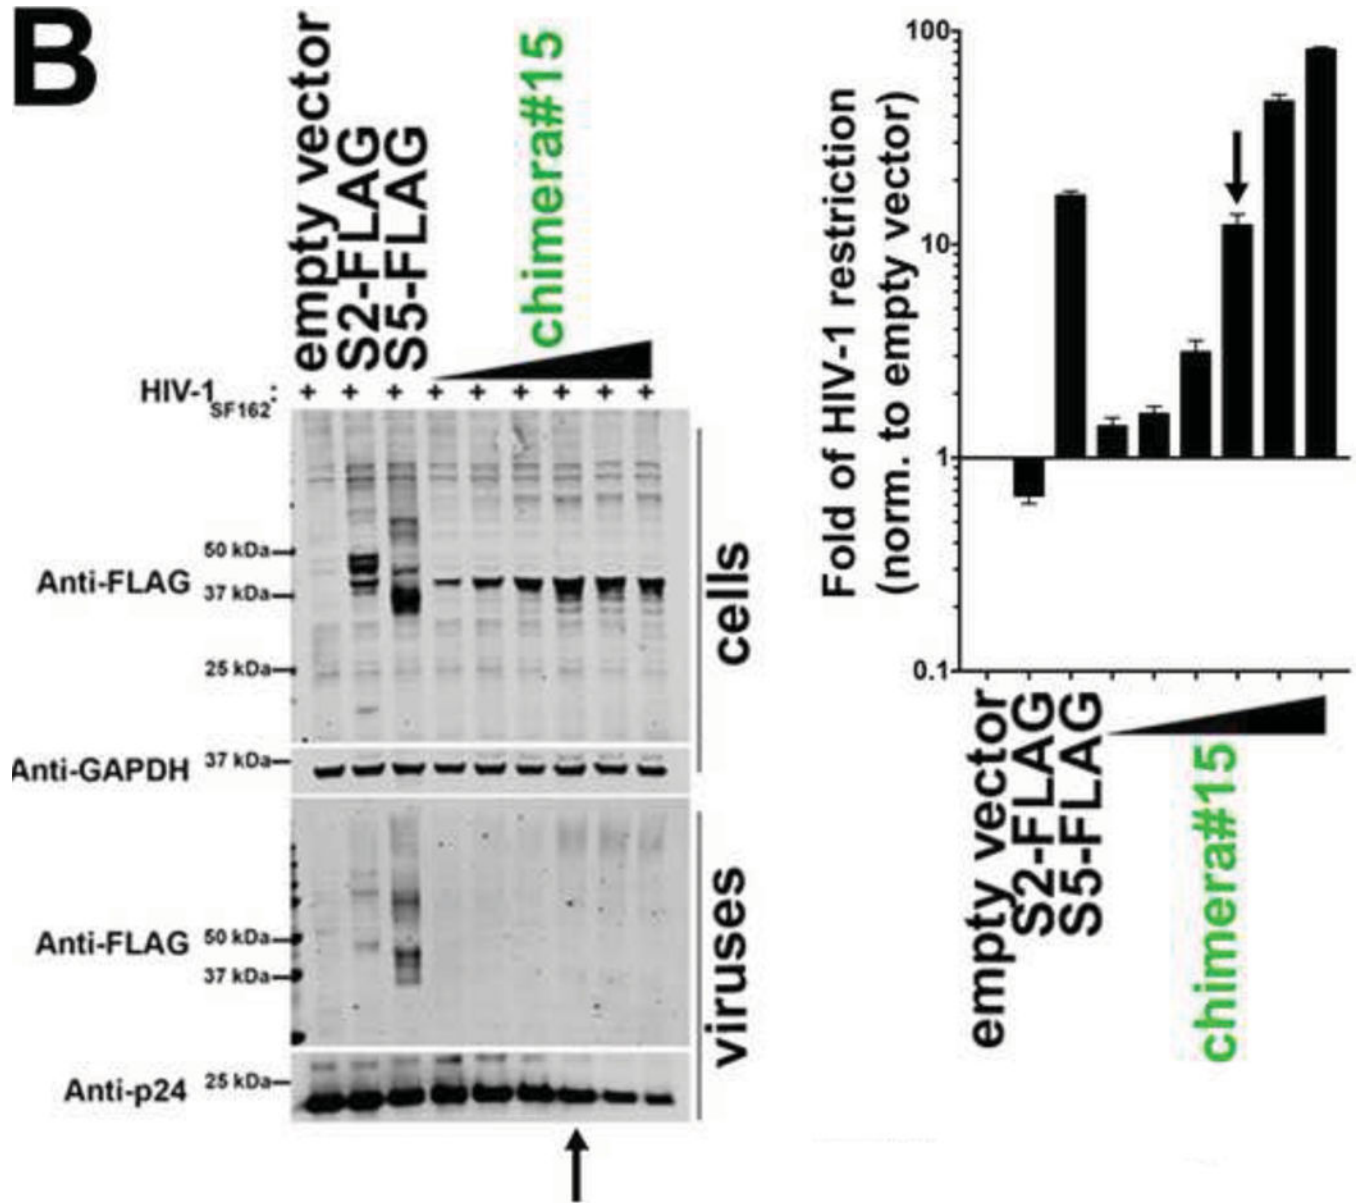 B
empty vector
S2-FLAG
S5-FLAG
chimera#15
HIV-1SF162:
+ + + + + + + + +
50 kDa
Anti-FLAG
37 kDa
25 kDa
cells
Anti-GAPDH
37 kDa
Anti-FLAG
50 kDa
37 kDa
viruses
Anti-p24
25 kDa
Fold of HIV-1 restriction
(norm. to empty vector)
100
10
1
0.1
empty vector
S2-FLAG
S5-FLAG
chimera#15